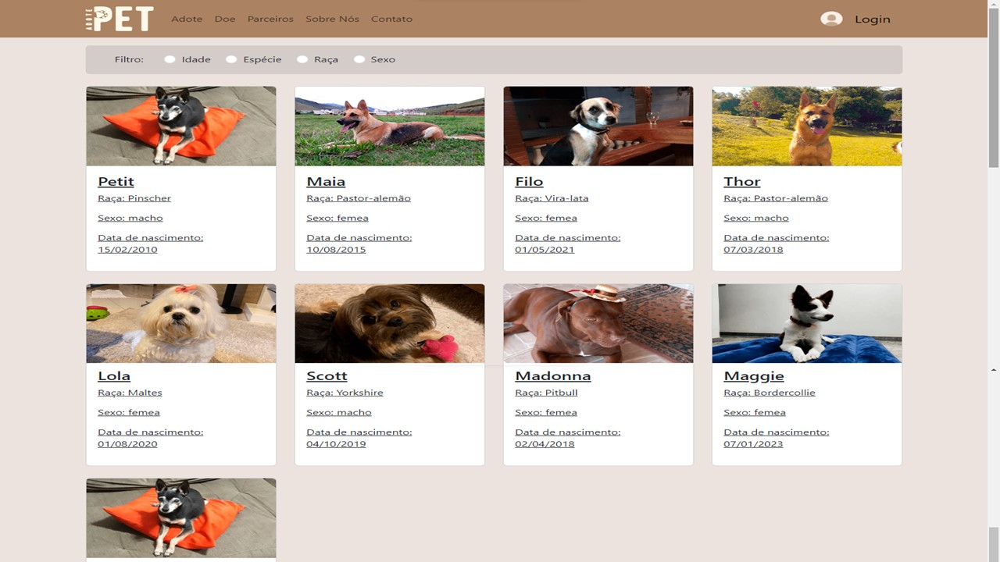 ADOTE PET Adote Doe Parceiros Sobre Nós Contato Login
Filtro: Idade Espécie Raça Sexo
Petit
Raça: Pinscher
Sexo: macho
Data de nascimento:
15/02/2010
Maia
Raça: Pastor-alemão
Sexo: femea
Data de nascimento:
10/08/2015
Filo
Raça: Vira-lata
Sexo: femea
Data de nascimento:
01/05/2021
Thor
Raça: Pastor-alemão
Sexo: macho
Data de nascimento:
07/03/2018
Lola
Raça: Maltes
Sexo: femea
Data de nascimento:
01/08/2020
Scott
Raça: Yorkshire
Sexo: macho
Data de nascimento:
04/10/2019
Madonna
Raça: Pitbull
Sexo: femea
Data de nascimento:
02/04/2018
Maggie
Raça: Bordercollie
Sexo: femea
Data de nascimento:
07/01/2023